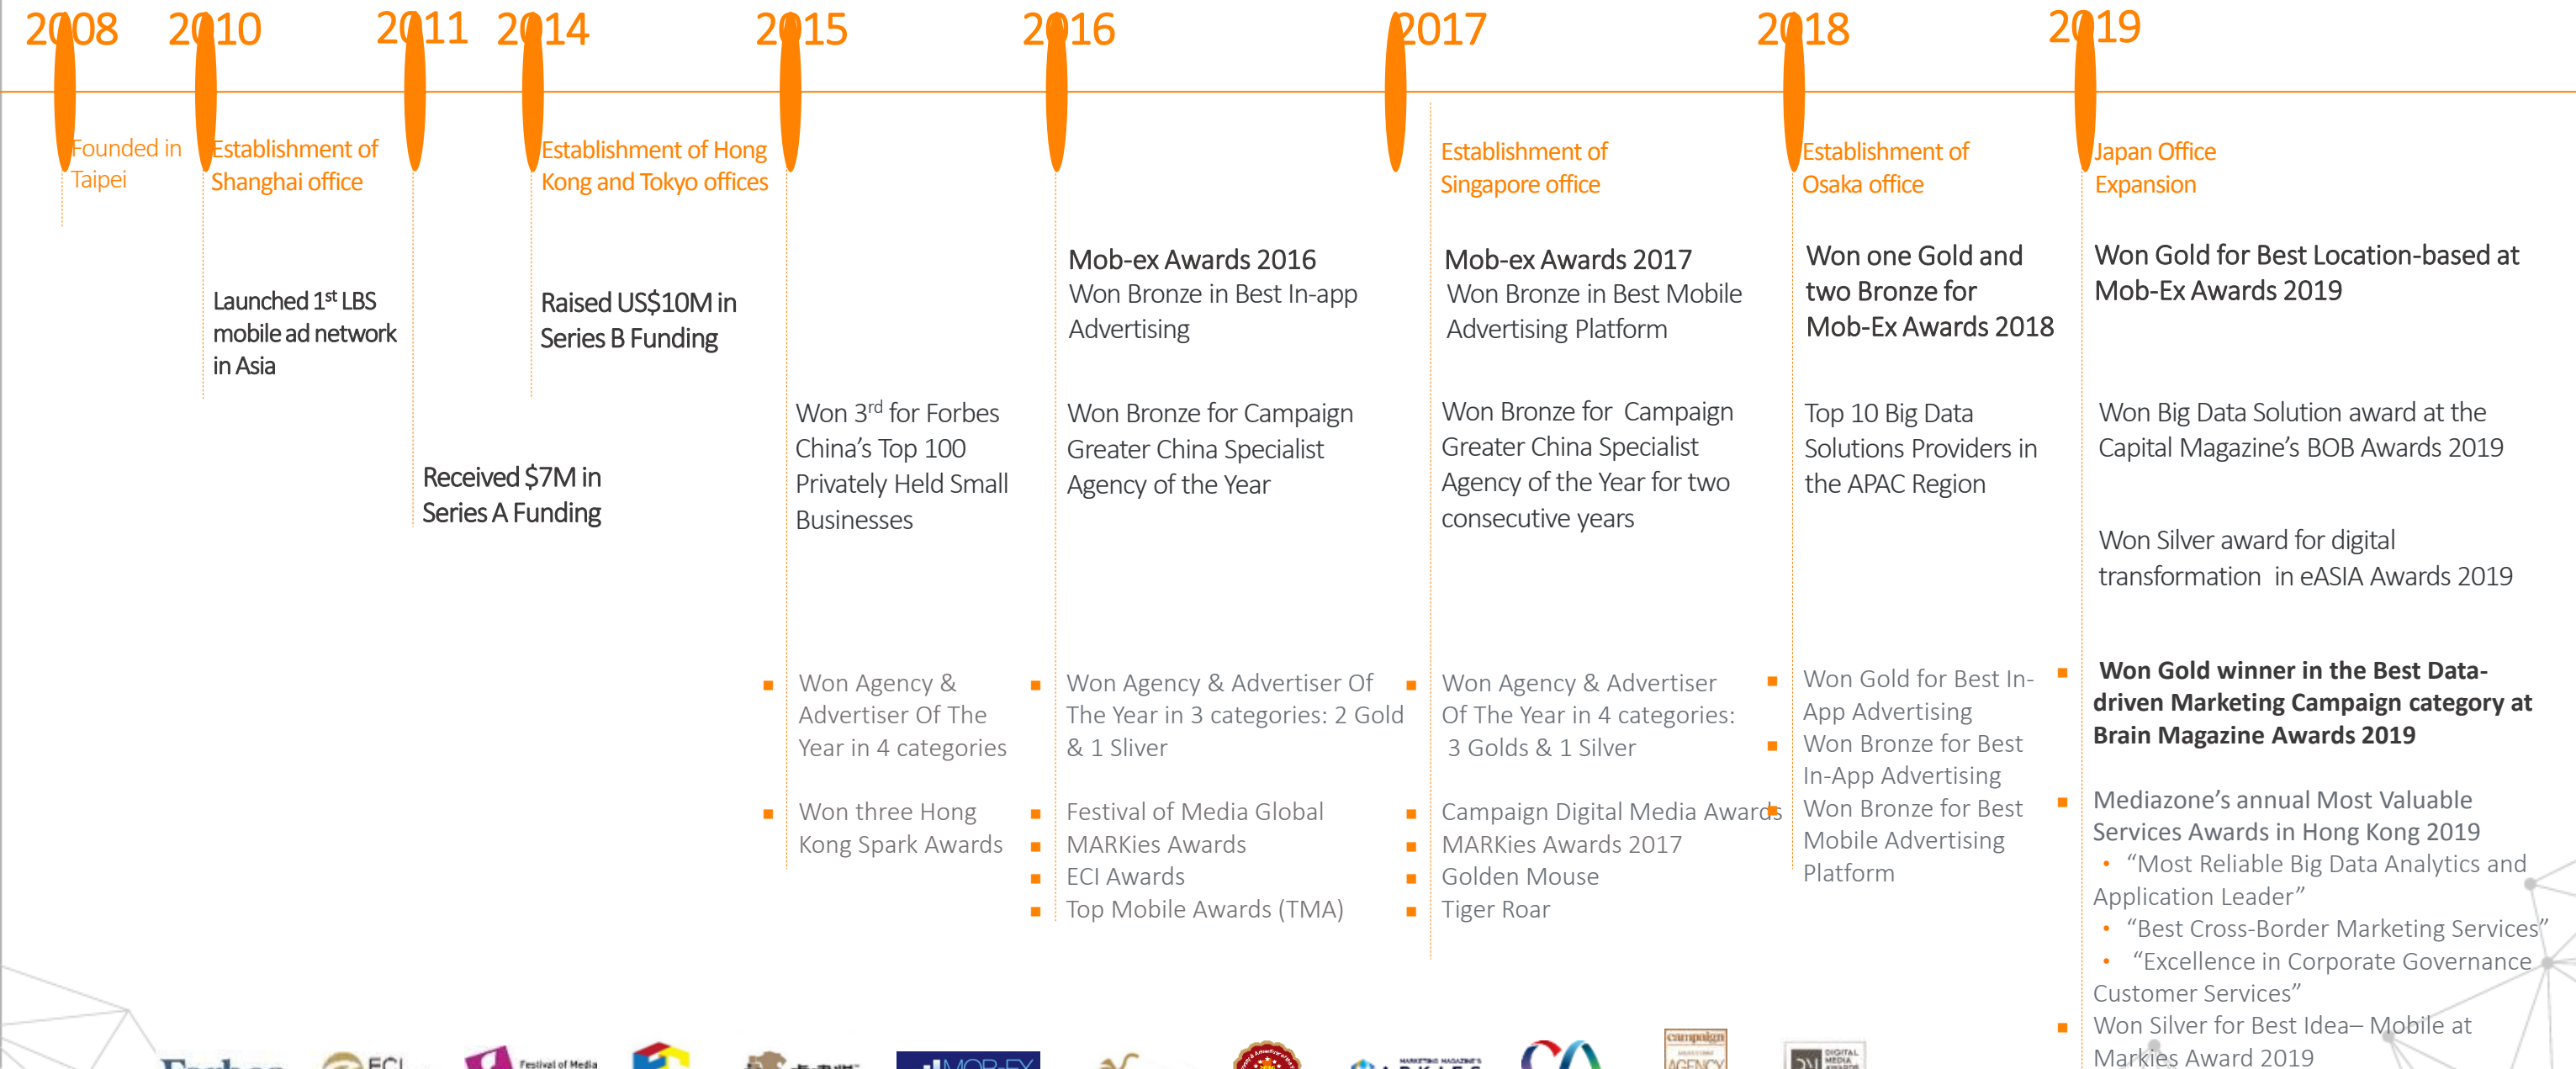 2008
2010
2011
2014
2015
2016
2017
2018
2019
Founded in
Taipei
Establishment of
Shanghai office
Launched 1st LBS
mobile ad network
in Asia
Received $7M in
Series A Funding
Establishment of Hong
Kong and Tokyo offices
Raised US$10M in
Series B Funding
Won 3rd for Forbes
China’s Top 100
Privately Held Small
Businesses
Won Agency &
Advertiser Of The
Year in 4 categories
Won three Hong
Kong Spark Awards
Mob-ex Awards 2016
Won Bronze in Best In-app
Advertising
Won Bronze for Campaign
Greater China Specialist
Agency of the Year
Won Agency & Advertiser Of
The Year in 3 categories: 2 Gold
& 1 Sliver
Festival of Media Global
MARKies Awards
ECI Awards
Top Mobile Awards (TMA)
Establishment of
Singapore office
Mob-ex Awards 2017
Won Bronze in Best Mobile
Advertising Platform
Won Bronze for Campaign
Greater China Specialist
Agency of the Year for two
consecutive years
Won Agency & Advertiser
Of The Year in 4 categories:
3 Golds & 1 Silver
Campaign Digital Media Awards
MARKies Awards 2017
Golden Mouse
Tiger Roar
Establishment of
Osaka office
Won one Gold and
two Bronze for
Mob-Ex Awards 2018
Top 10 Big Data
Solutions Providers in
the APAC Region
Won Gold for Best In-
App Advertising
Won Bronze for Best
In-App Advertising
Won Bronze for Best
Mobile Advertising
Platform
Japan Office
Expansion
Won Gold for Best Location-based at
Mob-Ex Awards 2019
Won Big Data Solution award at the
Capital Magazine’s BOB Awards 2019
Won Silver award for digital
transformation in eASIA Awards 2019
Won Gold winner in the Best Data-
driven Marketing Campaign category at
Brain Magazine Awards 2019
Mediazone’s annual Most Valuable
Services Awards in Hong Kong 2019
• “Most Reliable Big Data Analytics and
Application Leader”
• “Best Cross-Border Marketing Services”
• “Excellence in Corporate Governance
Customer Services”
Won Silver for Best Idea– Mobile at
Markies Award 2019
Forbes
ECI
Festival of Media
MOB-EX
MARKETING MAGAZINE'S
MARKIES
campaign
AGENCY
DIGITAL
MEDIA
AWARDS